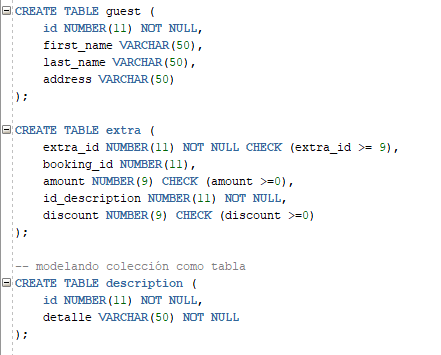 CREATE TABLE guest (
id NUMBER(11) NOT NULL,
first_name VARCHAR(50),
last_name VARCHAR(50),
address VARCHAR(50)
);
CREATE TABLE extra (
extra_id NUMBER(11) NOT NULL CHECK (extra_id >= 9),
booking_id NUMBER(11),
amount NUMBER(9) CHECK (amount >=0),
id_description NUMBER(11) NOT NULL,
discount NUMBER(9) CHECK (discount >=0)
);
-- modelando colección como tabla
CREATE TABLE description (
id NUMBER(11) NOT NULL,
detalle VARCHAR(50) NOT NULL
);